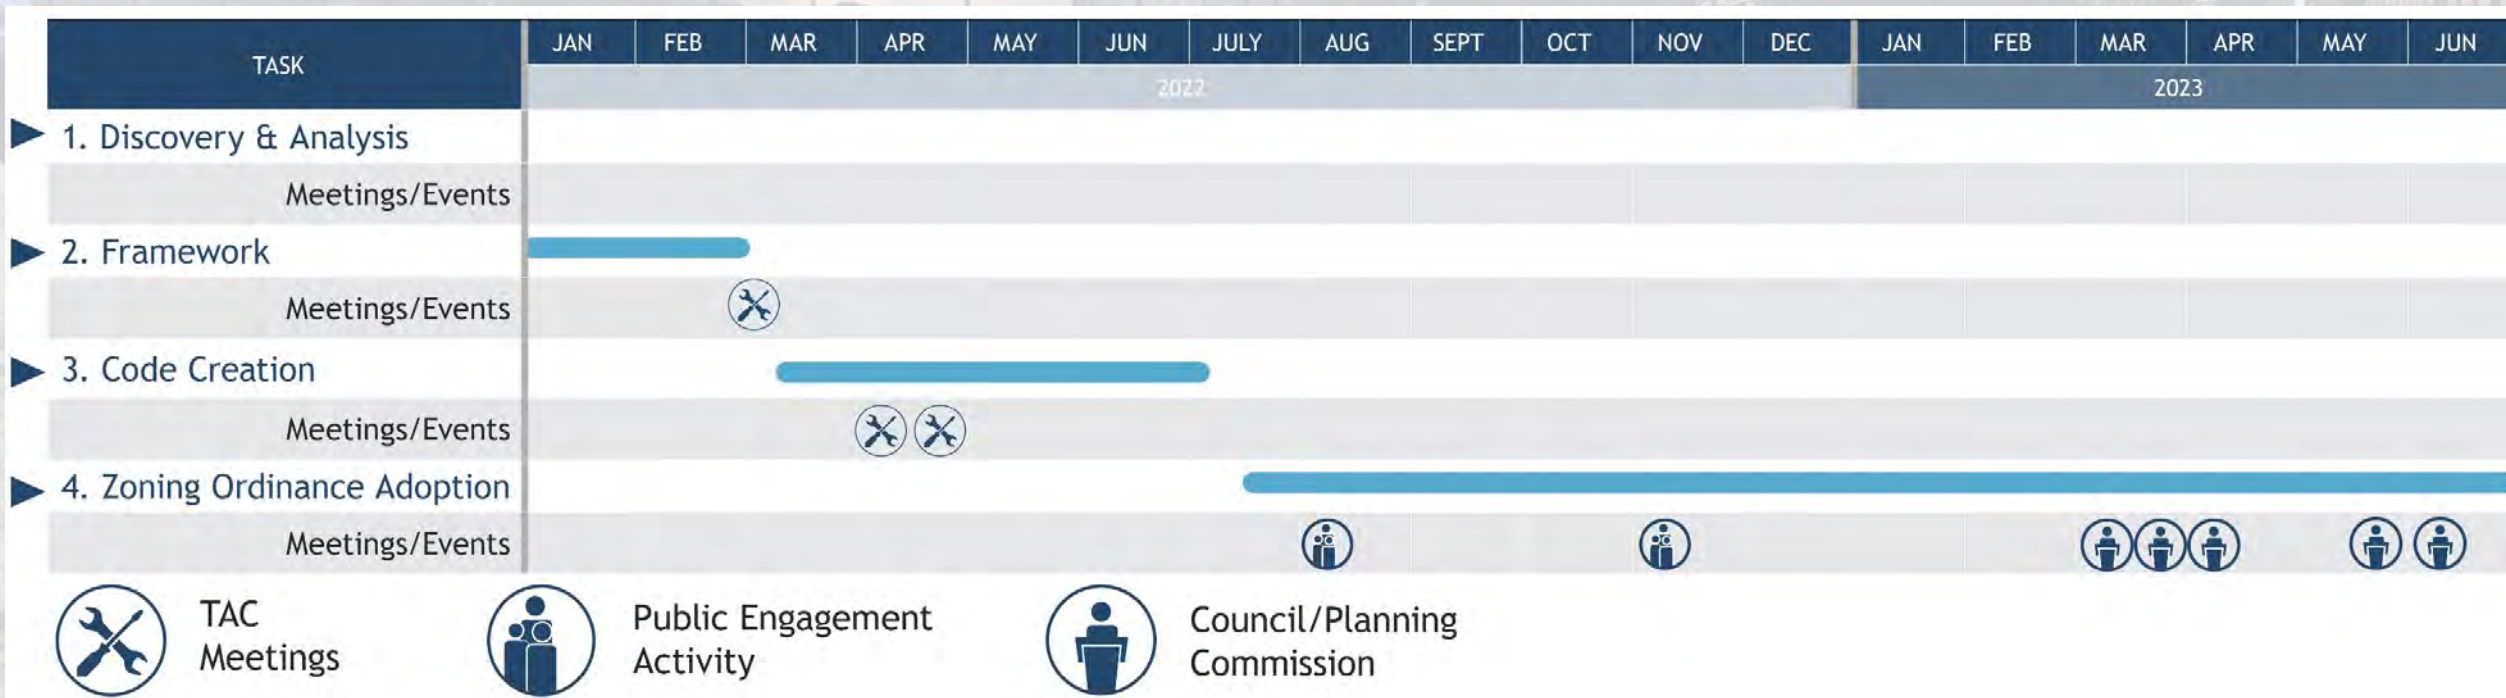 TASK
JAN FEB MAR APR MAY JUN JULY AUG SEPT OCT NOV DEC JAN FEB MAR APR MAY JUN
2022 2023
1. Discovery & Analysis
Meetings/Events
2. Framework
Meetings/Events
3. Code Creation
Meetings/Events
4. Zoning Ordinance Adoption
Meetings/Events
TAC
Meetings
Public Engagement
Activity
Council/Planning
Commission